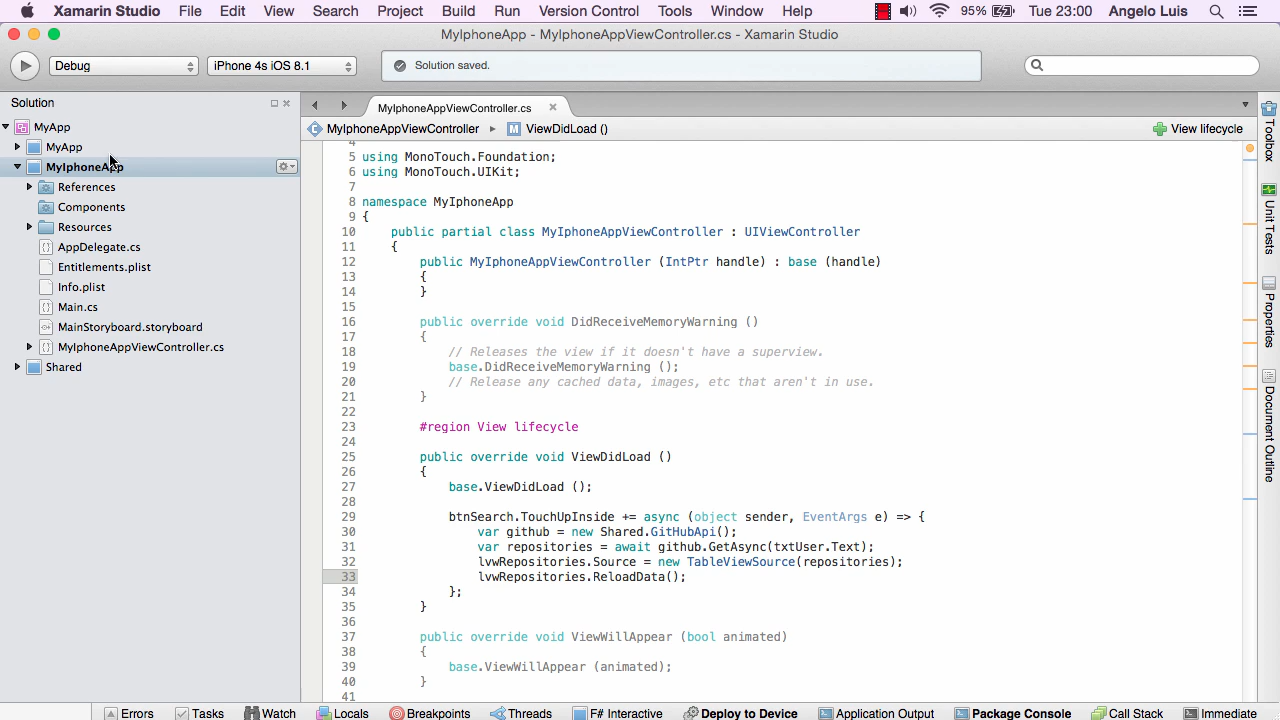 Xamarin Studio File Edit View Search Project Build Run Version Control Tools Window Help 95% Tue 23:00 Angelo Luis
MyIphoneApp - MyIphoneAppViewController.cs - Xamarin Studio
Debug iPhone 4s iOS 8.1 Solution saved.
Solution
MyApp
MyApp
MyIphoneApp
References
Components
Resources
AppDelegate.cs
Entitlements.plist
Info.plist
Main.cs
MainStoryboard.storyboard
MyIphoneAppViewController.cs
Shared
MyIphoneAppViewController.cs
MyIphoneAppViewController ViewDidLoad () View lifecycle
4
5 using MonoTouch.Foundation;
6 using MonoTouch.UIKit;
7
8 namespace MyIphoneApp
9 {
10 public partial class MyIphoneAppViewController : UIViewController
11 {
12 public MyIphoneAppViewController (IntPtr handle) : base (handle)
13 {
14 }
15
16 public override void DidReceiveMemoryWarning ()
17 {
18 // Releases the view if it doesn't have a superview.
19 base.DidReceiveMemoryWarning ();
20 // Release any cached data, images, etc that aren't in use.
21 }
22
23 #region View lifecycle
24
25 public override void ViewDidLoad ()
26 {
27 base.ViewDidLoad ();
28
29 btnSearch.TouchUpInside += async (object sender, EventArgs e) => {
30 var github = new Shared.GitHubApi();
31 var repositories = await github.GetAsync(txtUser.Text);
32 lvwRepositories.Source = new TableViewSource(repositories);
33 lvwRepositories.ReloadData();
34 };
35 }
36
37 public override void ViewWillAppear (bool animated)
38 {
39 base.ViewWillAppear (animated);
40 }
41
Toolbox
Unit Tests
Properties
Document Outline
Errors Tasks Watch Locals Breakpoints Threads F# Interactive Deploy to Device Application Output Package Console Call Stack Immediate